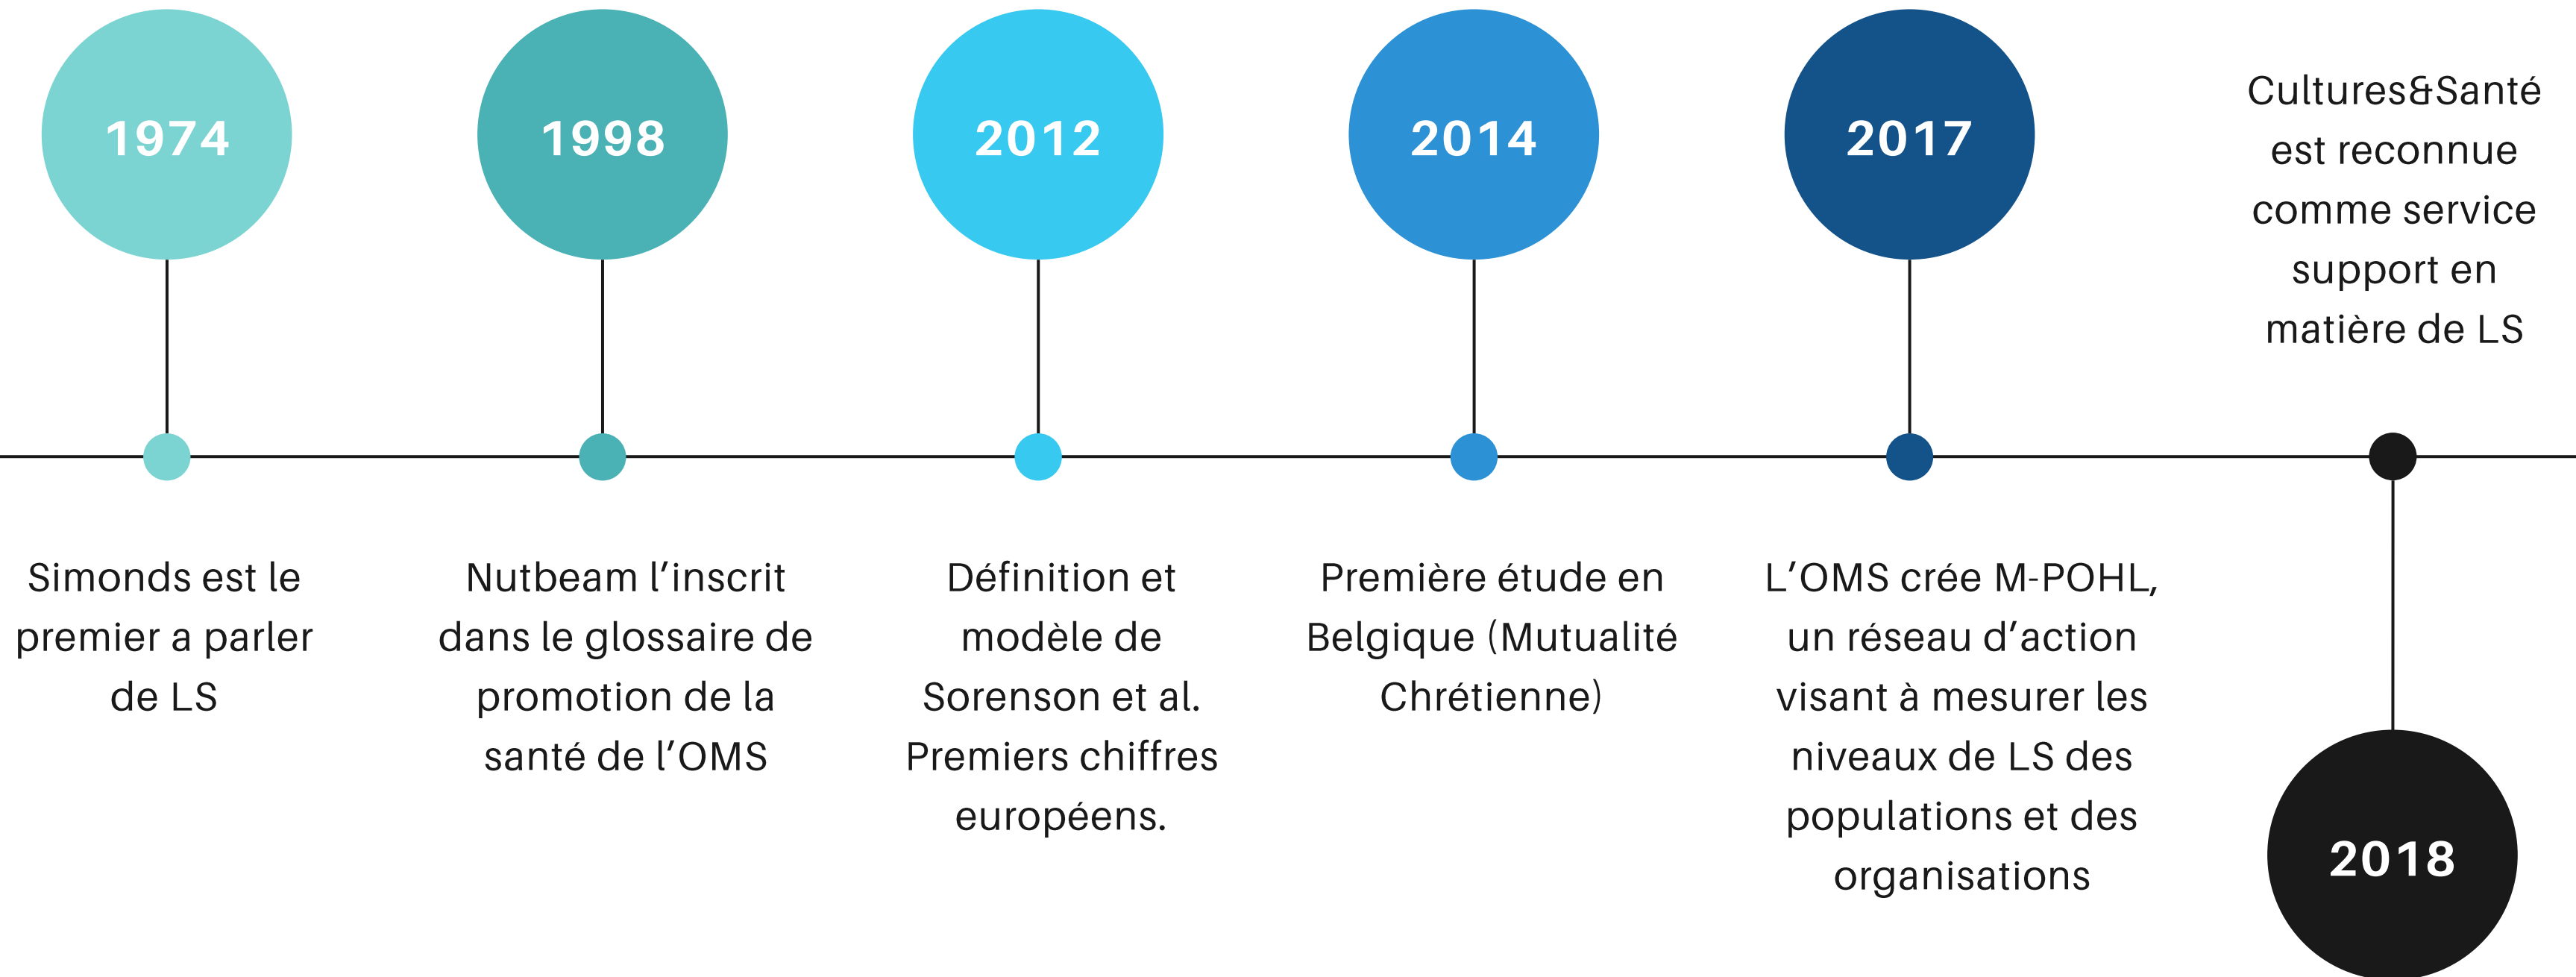 1974
Simonds est le
premier a parler
de LS
1998
Nutbeam l’inscrit
dans le glossaire de
promotion de la
santé de l’OMS
2012
Définition et
modèle de
Sorenson et al.
Premiers chiffres
européens.
2014
Première étude en
Belgique (Mutualité
Chrétienne)
2017
L’OMS crée M-POHL,
un réseau d’action
visant à mesurer les
niveaux de LS des
populations et des
organisations
Cultures&Santé
est reconnue
comme service
support en
matière de LS
2018